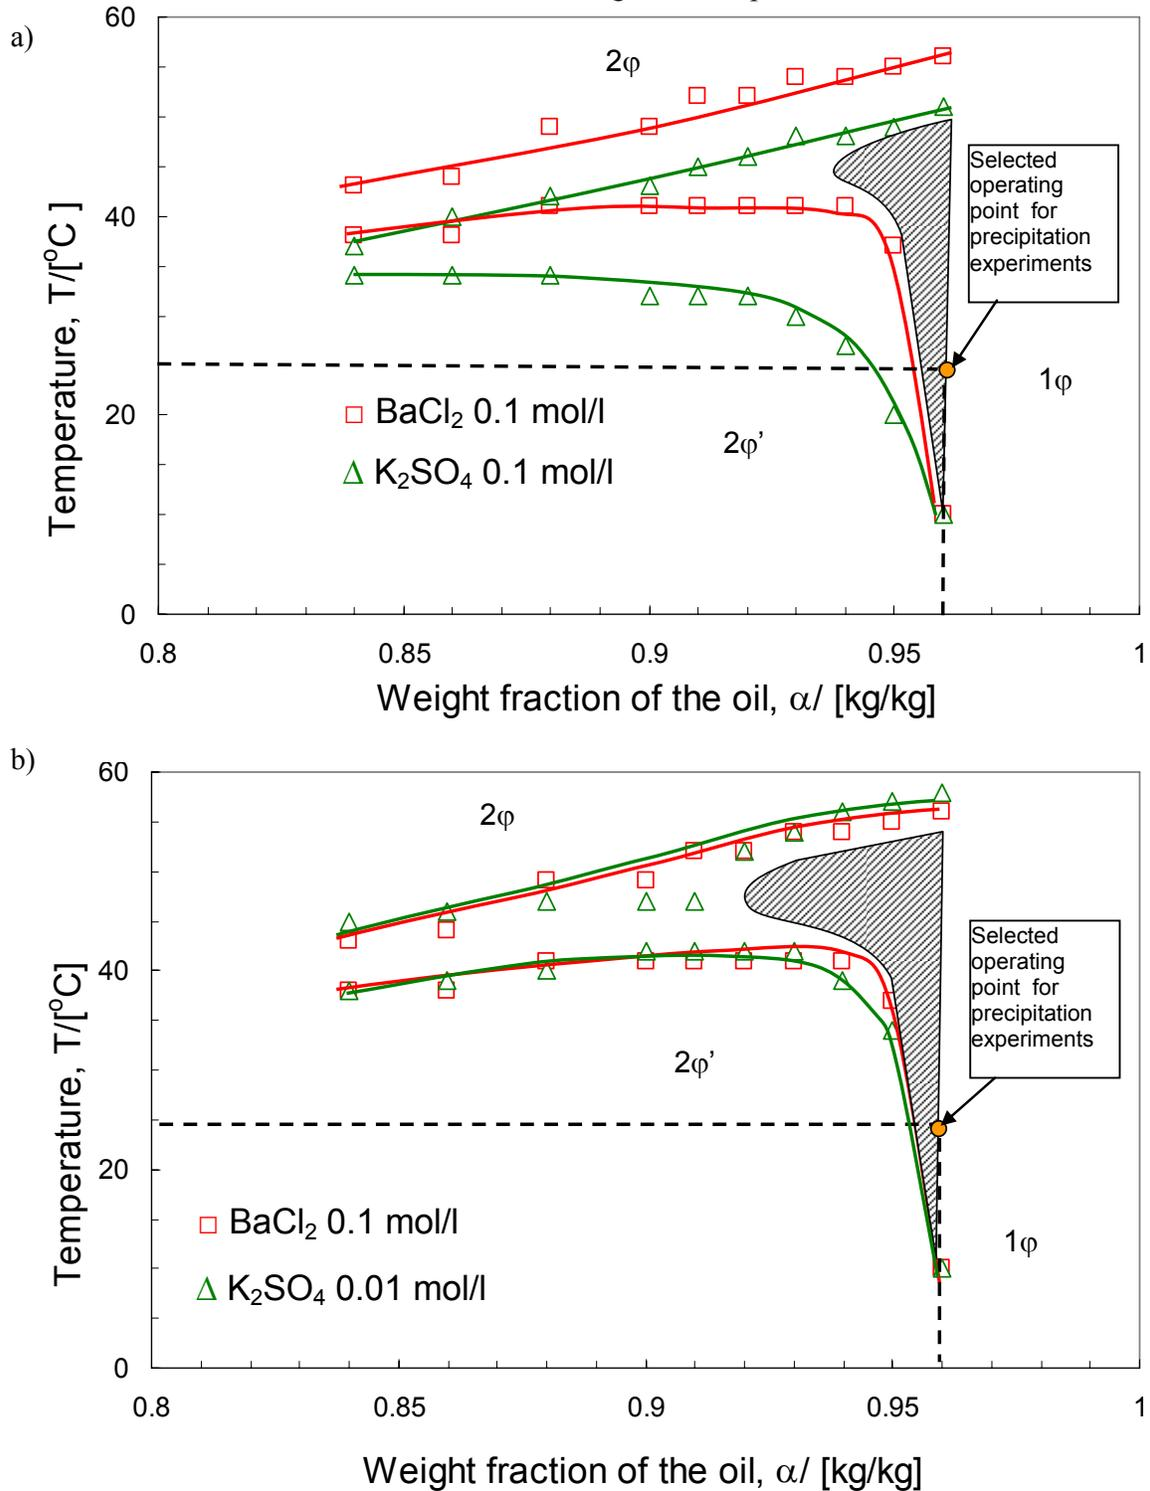 a)
60
2φ
Selected
operating
point for
precipitation
experiments
40
Temperature, T/[°C ]
1φ
20
BaCl₂ 0.1 mol/l
2φ’
K₂SO₄ 0.1 mol/l
0
0.8 0.85 0.9 0.95 1
Weight fraction of the oil, α/ [kg/kg]
b)
60
2φ
Selected
operating
point for
precipitation
experiments
40
Temperature, T/[°C]
2φ’
20
BaCl₂ 0.1 mol/l
1φ
K₂SO₄ 0.01 mol/l
0
0.8 0.85 0.9 0.95 1
Weight fraction of the oil, α/ [kg/kg]